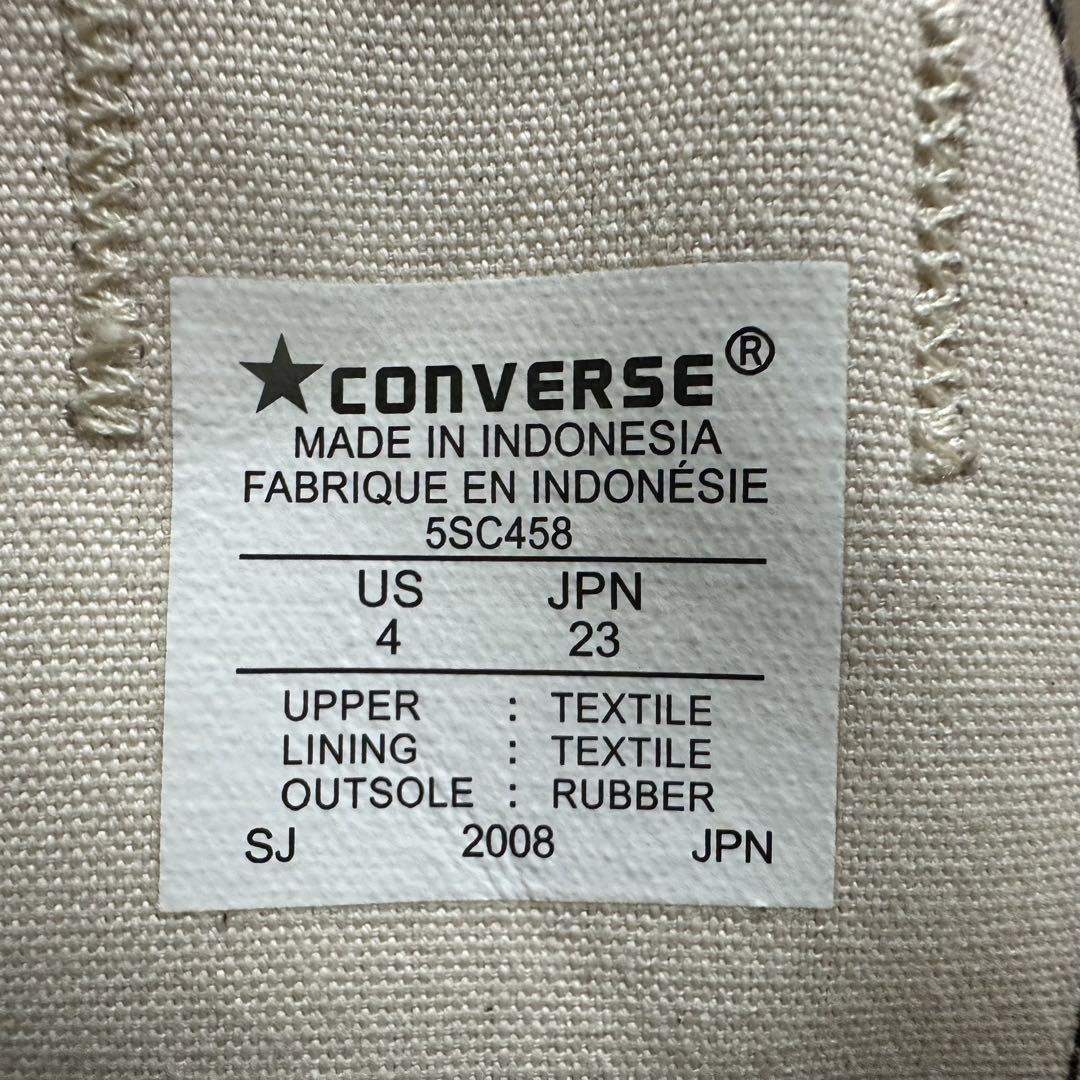 ★CONVERSE®
MADE IN INDONESIA
FABRIQUE EN INDONÉSIE
5SC458
US JPN
4 23
UPPER : TEXTILE
LINING : TEXTILE
OUTSOLE : RUBBER
SJ 2008 JPN